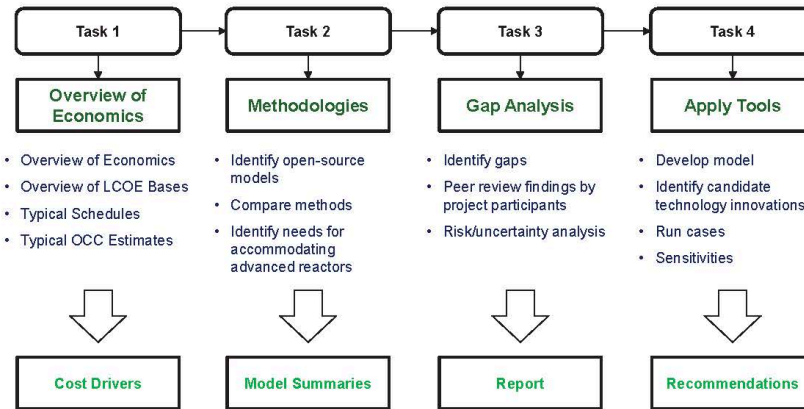 Task 1
Task 2
Task 3
Task 4
Overview of
Economics
Methodologies
Gap Analysis
Apply Tools
• Overview of Economics
• Overview of LCOE Bases
• Typical Schedules
• Typical OCC Estimates
• Identify open-source
models
• Compare methods
• Identify needs for
accommodating
advanced reactors
• Identify gaps
• Peer review findings by
project participants
• Risk/uncertainty analysis
• Develop model
• Identify candidate
technology innovations
• Run cases
• Sensitivities
Cost Drivers
Model Summaries
Report
Recommendations